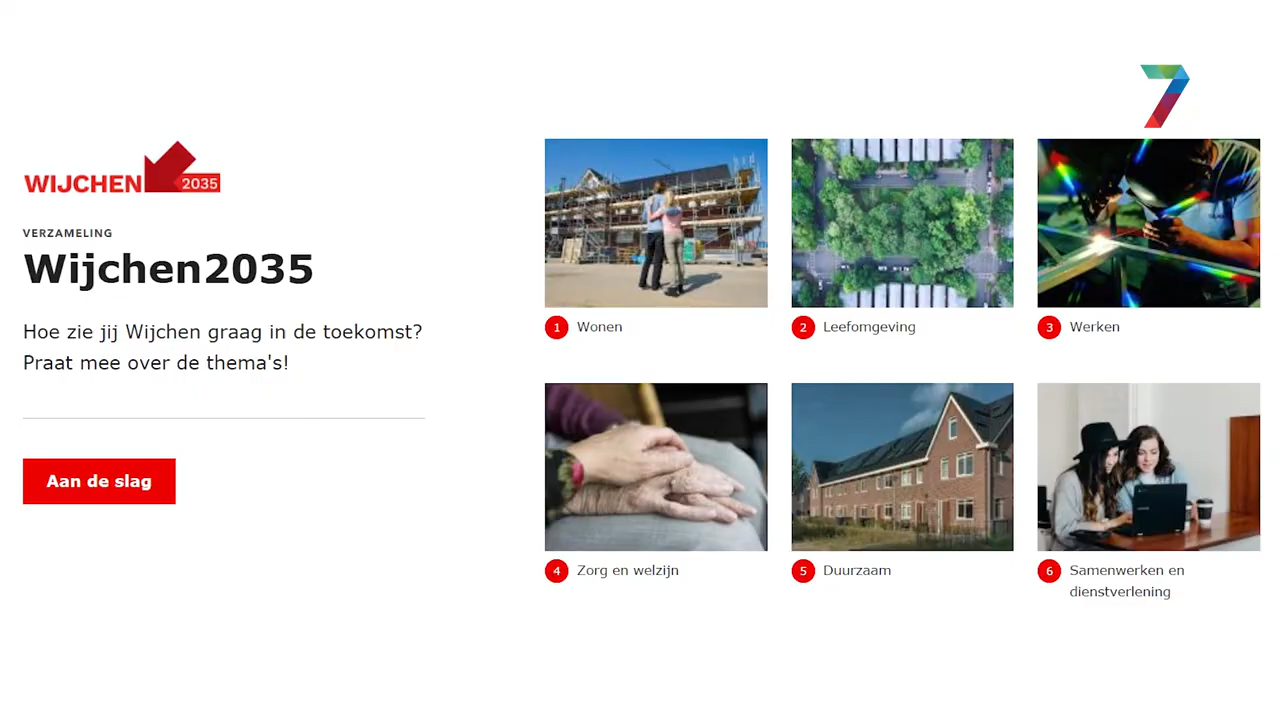 WIJCHEN 2035
VERZAMELING
Wijchen2035
Hoe zie jij Wijchen graag in de toekomst?
Praat mee over de thema's!
Aan de slag
7
1 Wonen
2 Leefomgeving
3 Werken
4 Zorg en welzijn
5 Duurzaam
6 Samenwerken en
dienstverlening